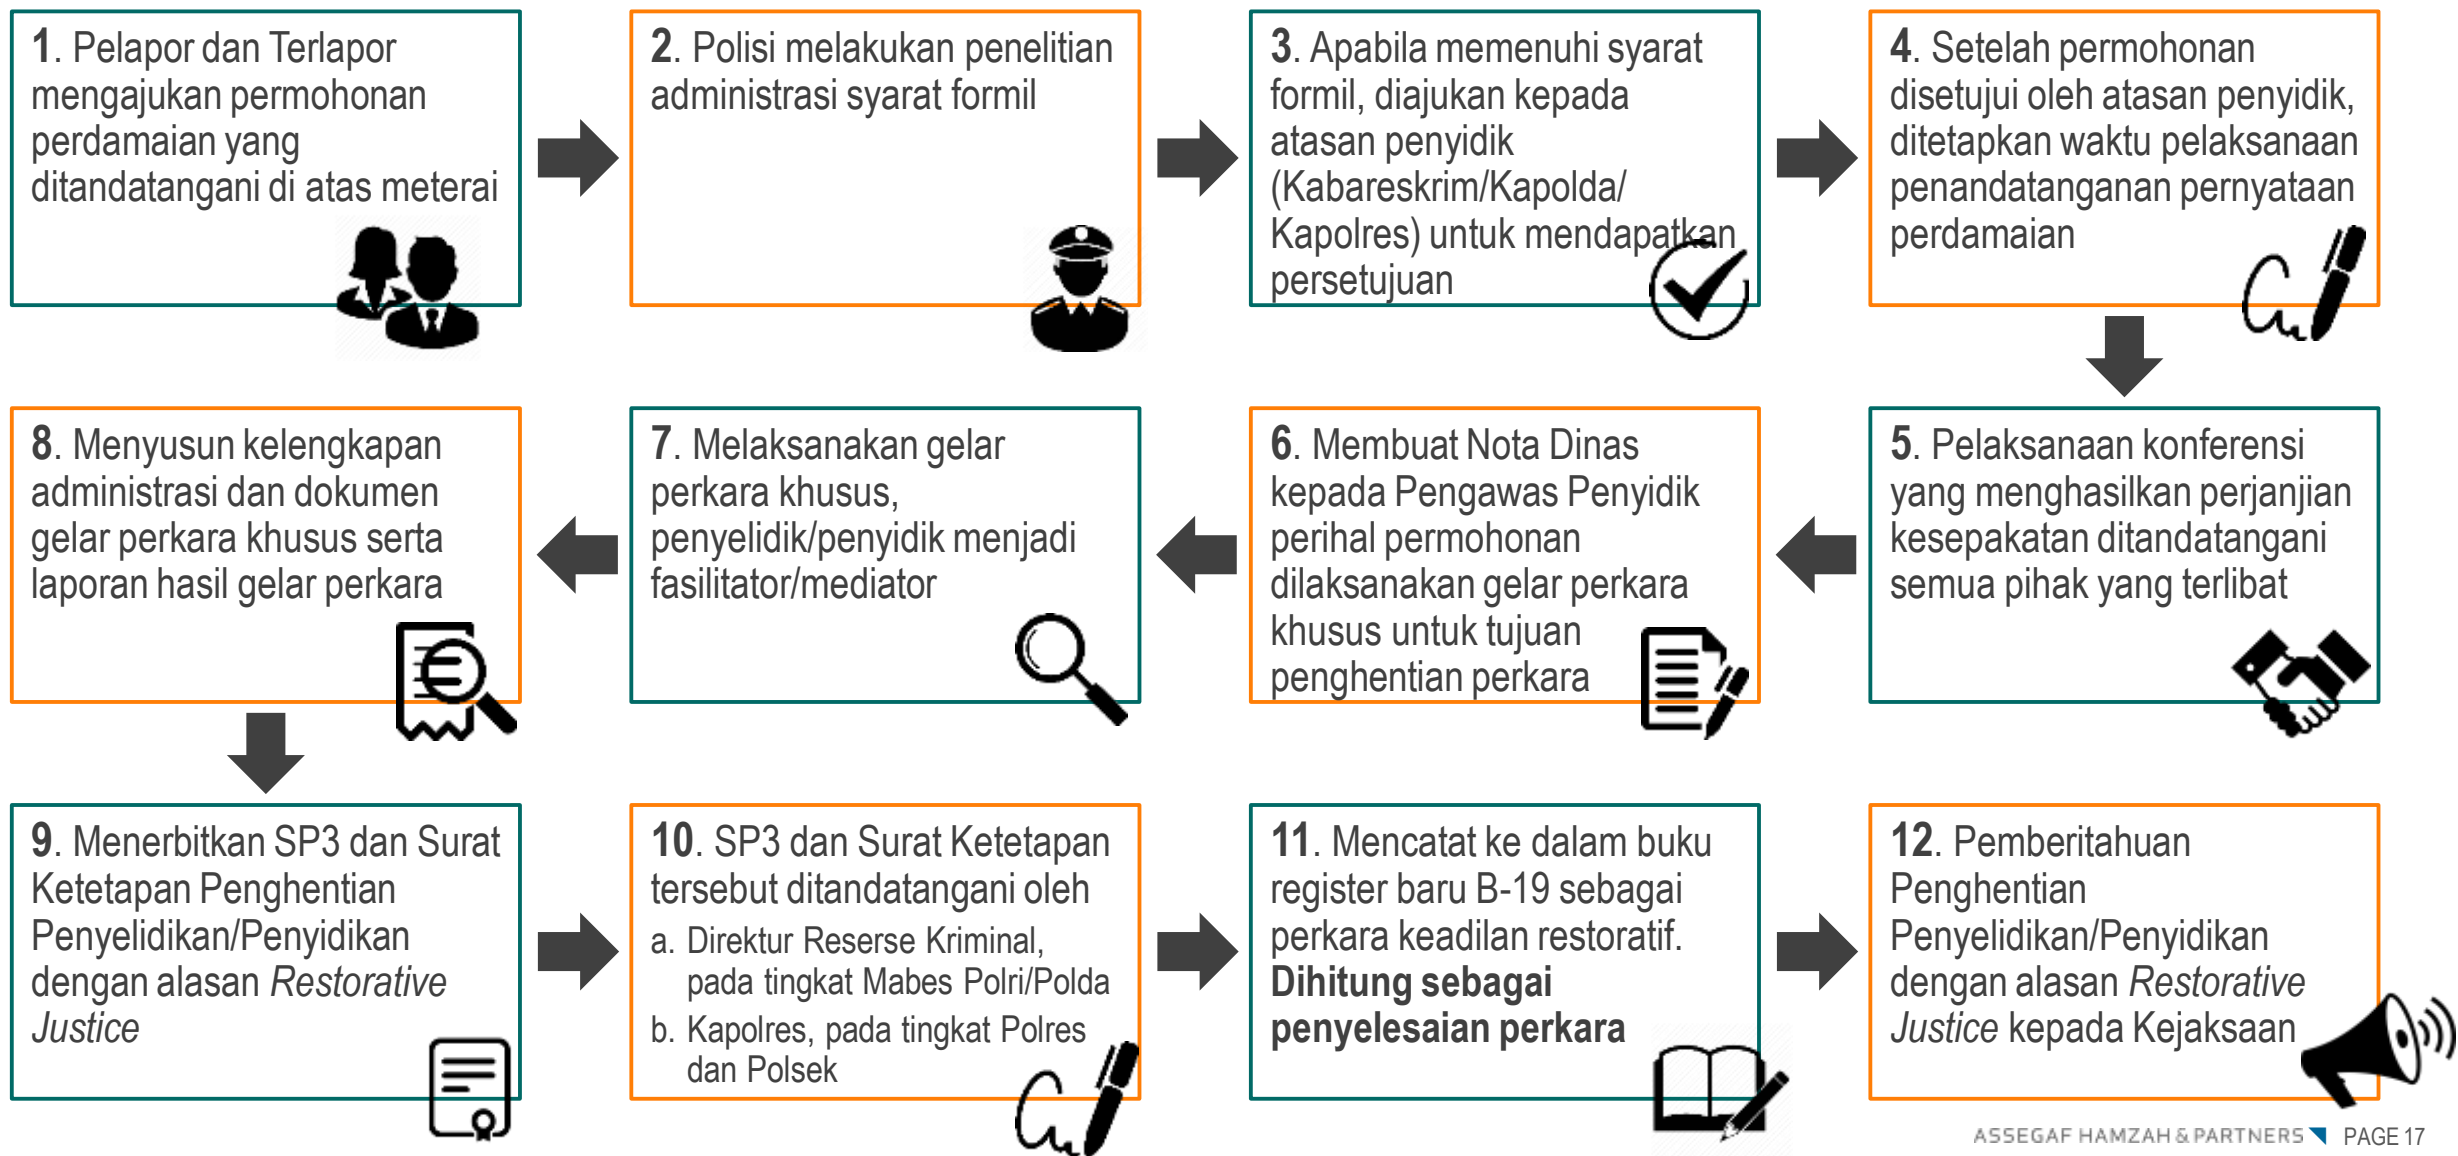 1. Pelapor dan Terlapor
mengajukan permohonan
perdamaian yang
ditandatangani di atas meterai
2. Polisi melakukan penelitian
administrasi syarat formil
3. Apabila memenuhi syarat
formil, diajukan kepada
atasan penyidik
(Kabareskrim/Kapolda/
Kapolres) untuk mendapatkan
persetujuan
4. Setelah permohonan
disetujui oleh atasan penyidik,
ditetapkan waktu pelaksanaan
penandatanganan pernyataan
perdamaian
5. Pelaksanaan konferensi
yang menghasilkan perjanjian
kesepakatan ditandatangani
semua pihak yang terlibat
6. Membuat Nota Dinas
kepada Pengawas Penyidik
perihal permohonan
dilaksanakan gelar perkara
khusus untuk tujuan
penghentian perkara
7. Melaksanakan gelar
perkara khusus,
penyelidik/penyidik menjadi
fasilitator/mediator
8. Menyusun kelengkapan
administrasi dan dokumen
gelar perkara khusus serta
laporan hasil gelar perkara
9. Menerbitkan SP3 dan Surat
Ketetapan Penghentian
Penyelidikan/Penyidikan
dengan alasan Restorative
Justice
10. SP3 dan Surat Ketetapan
tersebut ditandatangani oleh
a. Direktur Reserse Kriminal,
pada tingkat Mabes Polri/Polda
b. Kapolres, pada tingkat Polres
dan Polsek
11. Mencatat ke dalam buku
register baru B-19 sebagai
perkara keadilan restoratif.
Dihitung sebagai
penyelesaian perkara
12. Pemberitahuan
Penghentian
Penyelidikan/Penyidikan
dengan alasan Restorative
Justice kepada Kejaksaan
ASSEGAF HAMZAH & PARTNERS PAGE 17